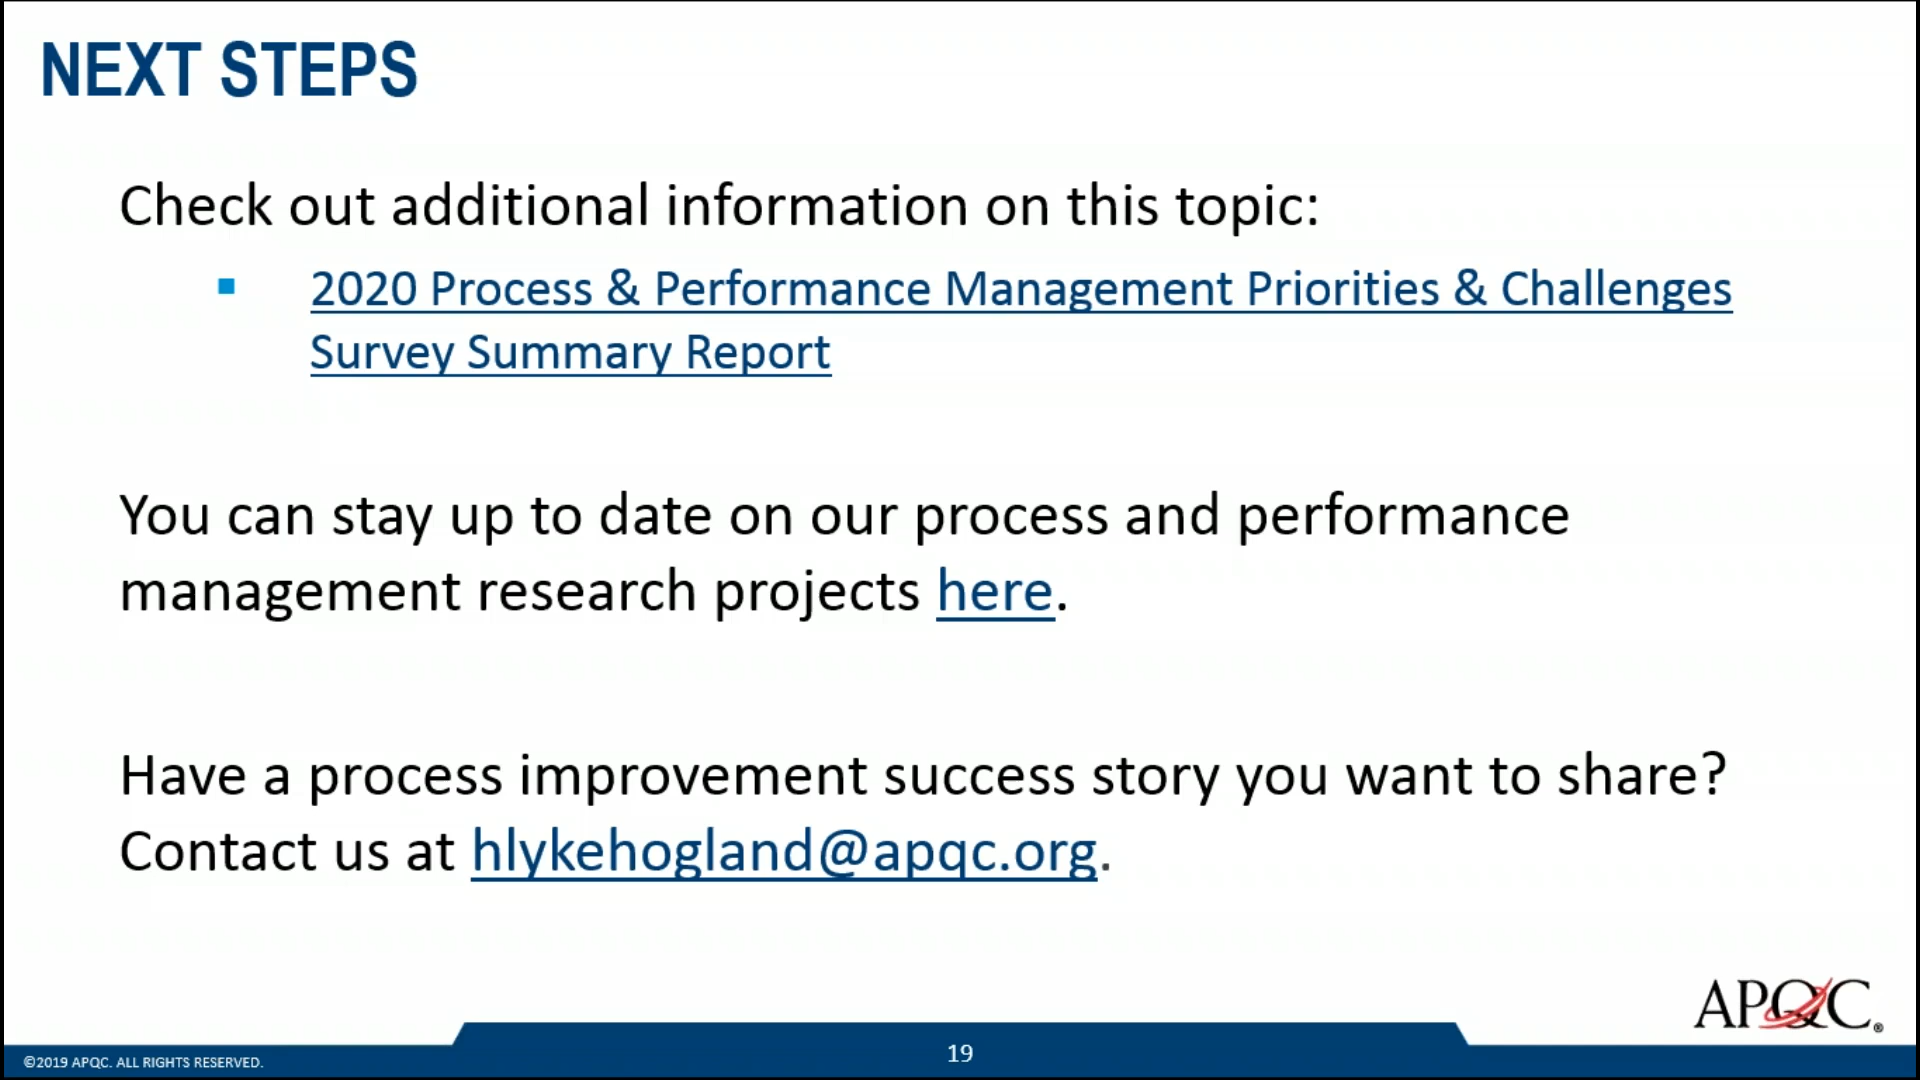 NEXT STEPS
Check out additional information on this topic:
▪ 2020 Process & Performance Management Priorities & Challenges
Survey Summary Report
You can stay up to date on our process and performance
management research projects here.
Have a process improvement success story you want to share?
Contact us at hlykehogland@apqc.org.
APQC®
©2019 APQC. ALL RIGHTS RESERVED.
19